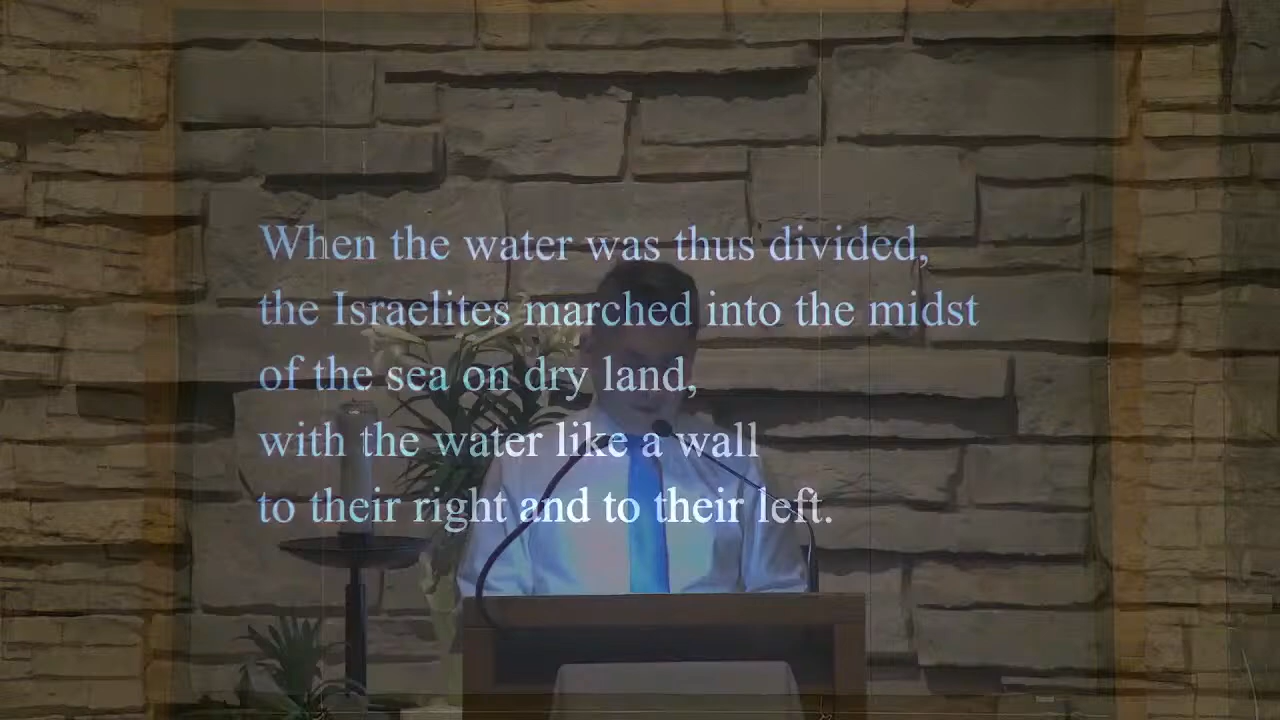 When the water was thus divided,
the Israelites marched into the midst
of the sea on dry land,
with the water like a wall
to their right and to their left.